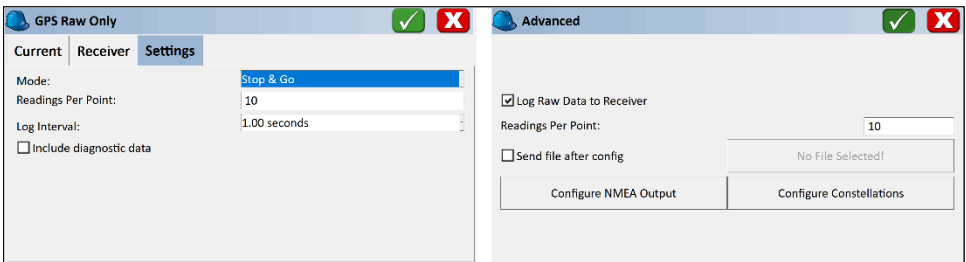 GPS Raw Only
Current Receiver Settings
Mode: Stop & Go
Readings Per Point: 10
Log Interval: 1.00 seconds
Include diagnostic data
Advanced
Log Raw Data to Receiver
Readings Per Point: 10
Send file after config No File Selected!
Configure NMEA Output Configure Constellations